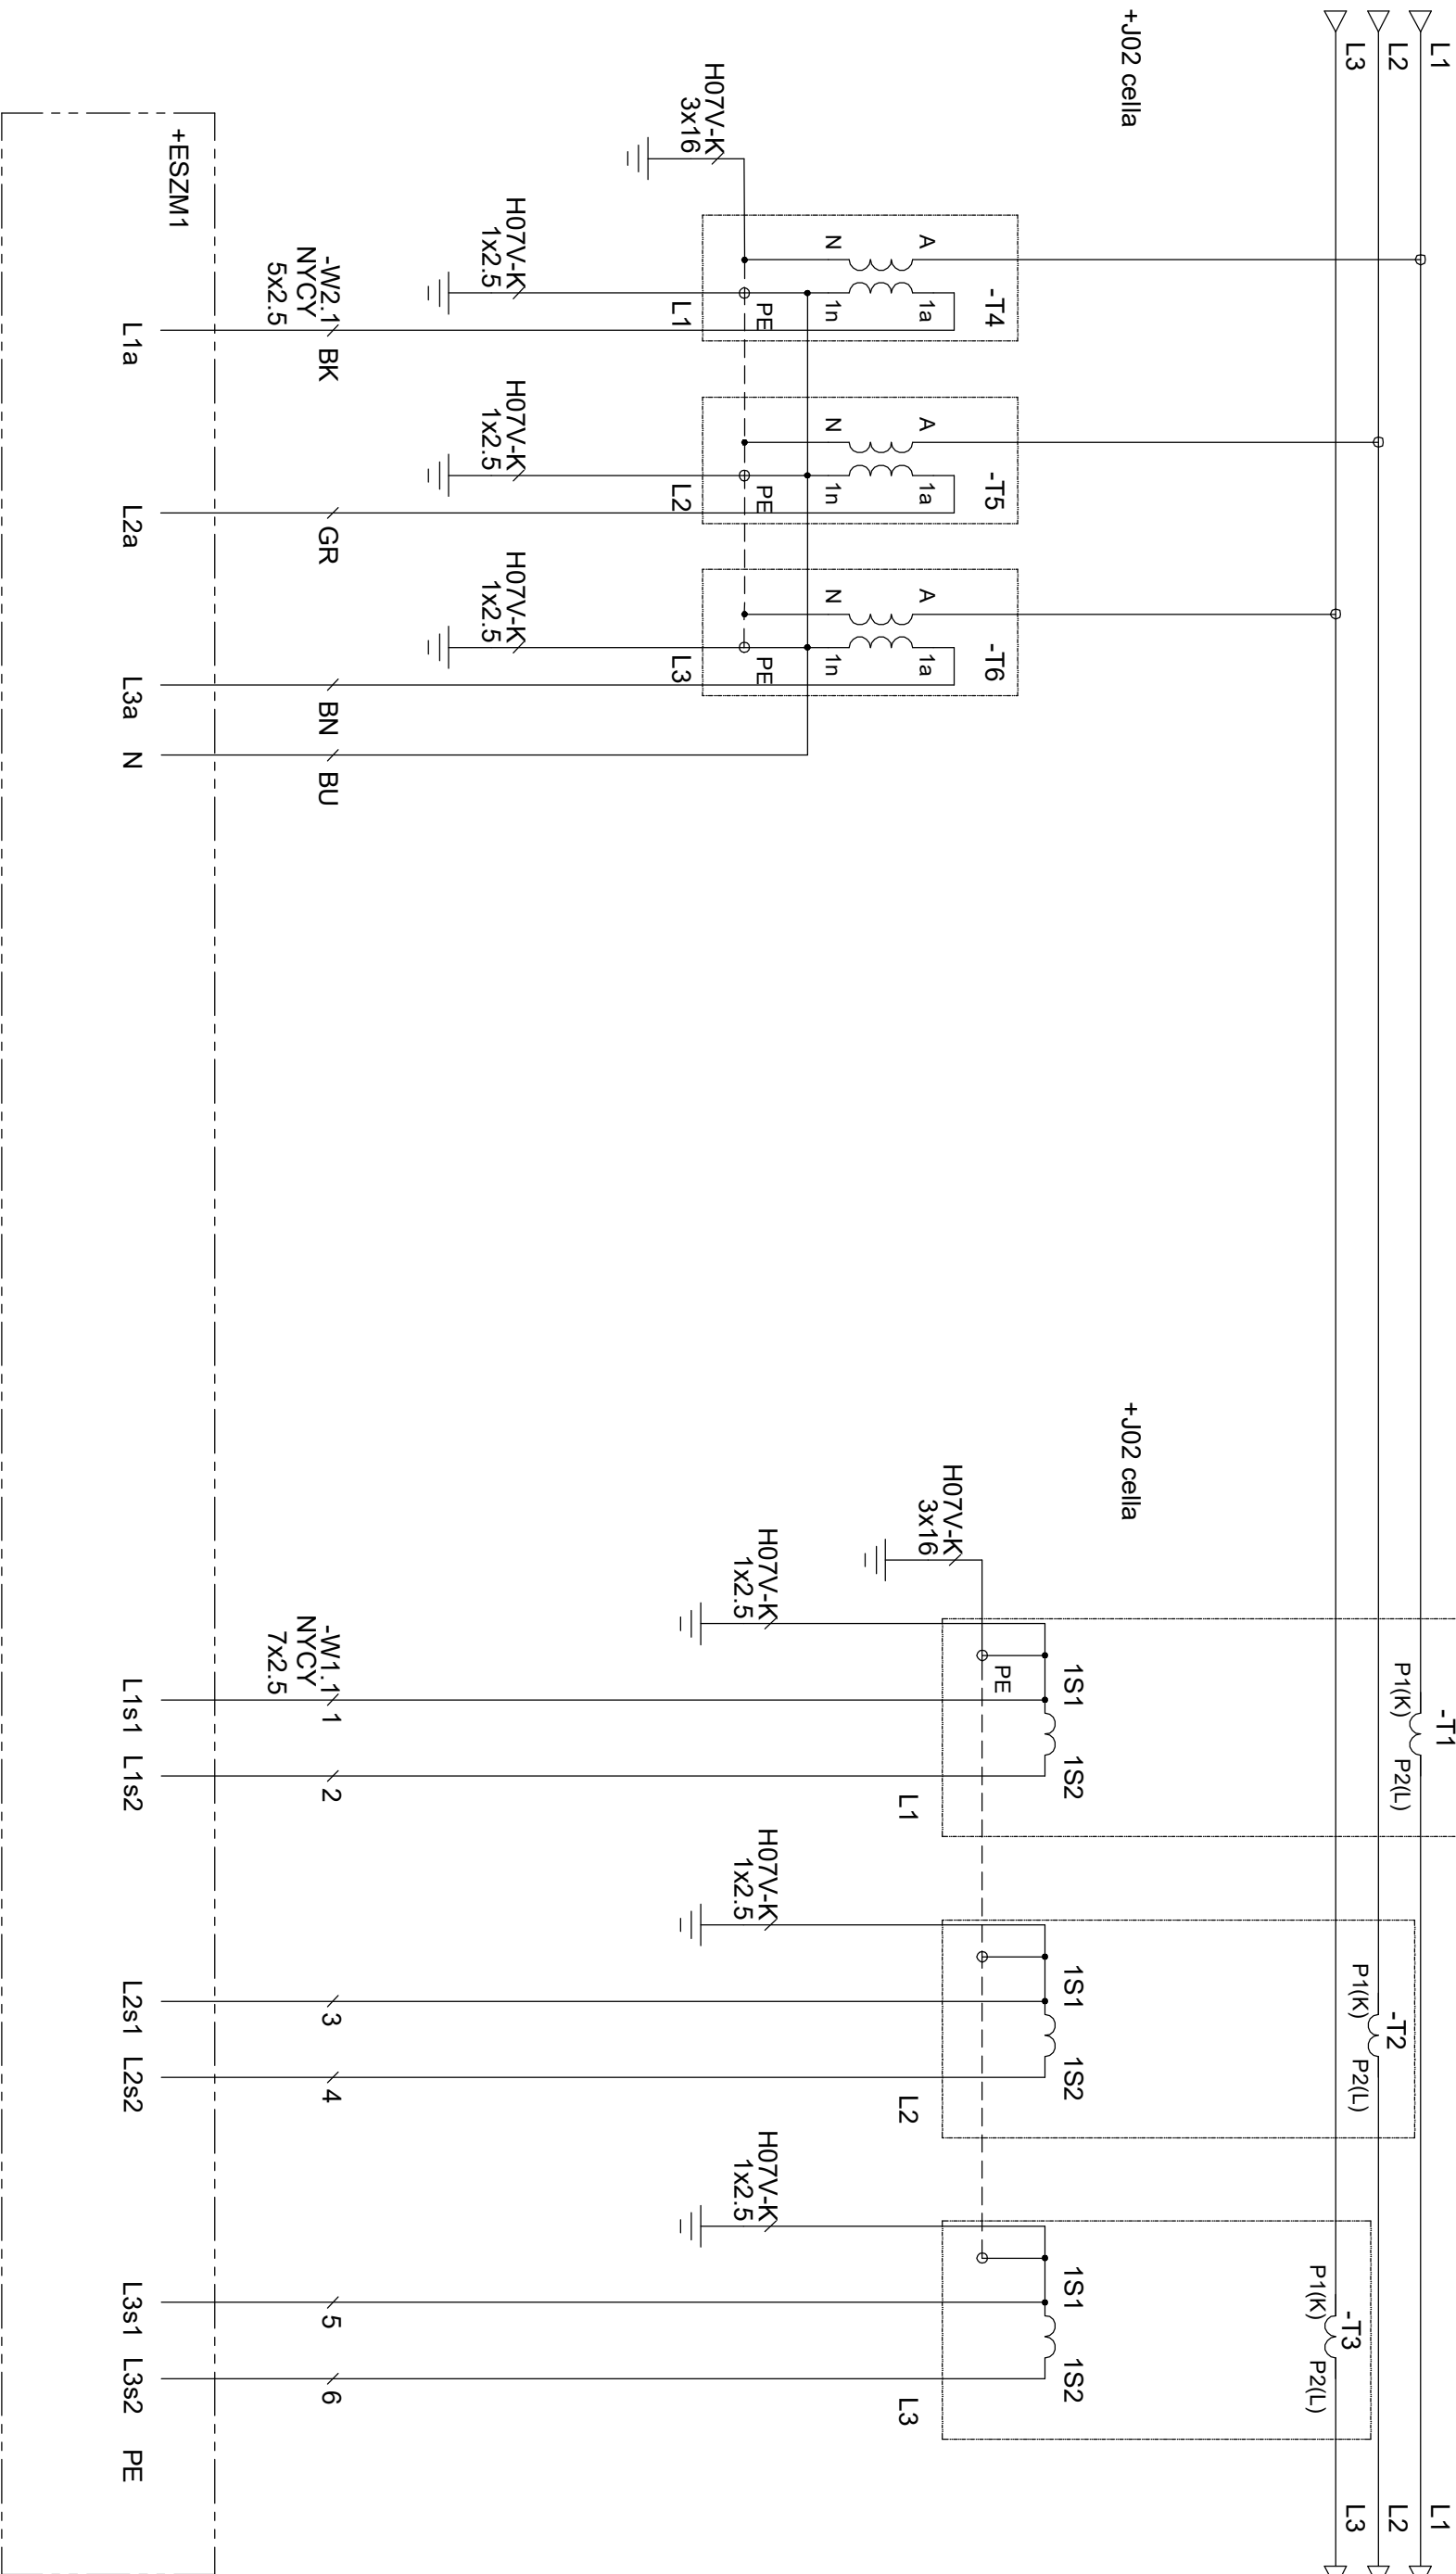 L1
L2
L3
+J02 cella
H07V-K
3x16
A
N
-T4
1a
1n
PE
L1
H07V-K
1x2.5
A
N
-T5
1a
1n
PE
L2
H07V-K
1x2.5
A
N
-T6
1a
1n
PE
L3
H07V-K
1x2.5
-W2.1
NYCY
5x2.5
BK
GR
BN
BU
+ESZM1
L1a
L2a
L3a
N
+J02 cella
H07V-K
3x16
-T1
P1(K)
P2(L)
1S1
1S2
PE
L1
H07V-K
1x2.5
-T2
P1(K)
P2(L)
1S1
1S2
L2
H07V-K
1x2.5
-T3
P1(K)
P2(L)
1S1
1S2
L3
H07V-K
1x2.5
-W1.1
NYCY
7x2.5
1
2
3
4
5
6
L1s1
L1s2
L2s1
L2s2
L3s1
L3s2
PE
L1
L2
L3